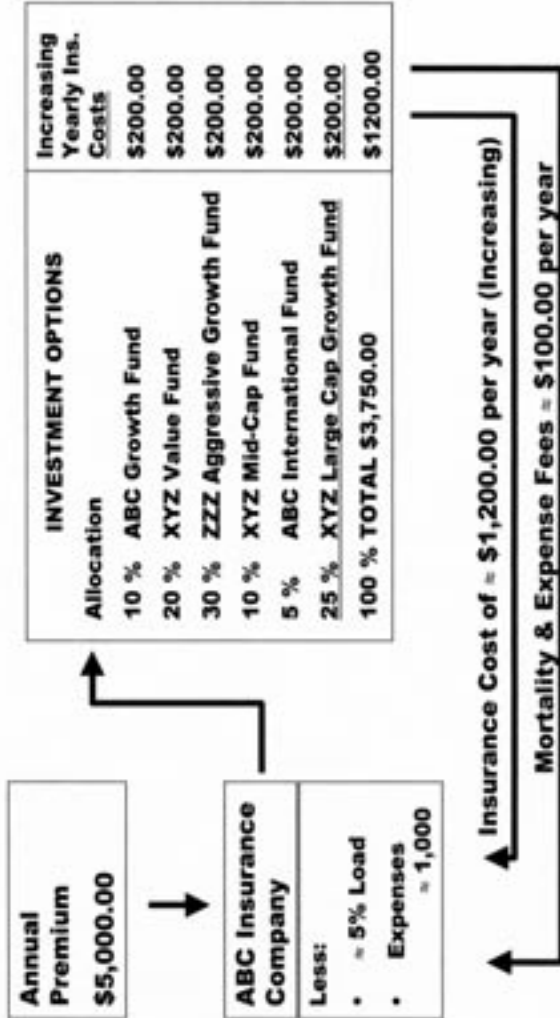 Annual
Premium
$5,000.00
ABC Insurance
Company
Less:
• ≈ 5% Load
• Expenses
≈ 1,000
INVESTMENT OPTIONS
Allocation
10 % ABC Growth Fund
20 % XYZ Value Fund
30 % ZZZ Aggressive Growth Fund
10 % XYZ Mid-Cap Fund
5 % ABC International Fund
25 % XYZ Large Cap Growth Fund
100 % TOTAL $3,750.00
Increasing
Yearly Ins.
Costs
$200.00
$200.00
$200.00
$200.00
$200.00
$200.00
$1200.00
Insurance Cost of ≈ $1,200.00 per year (Increasing)
Mortality & Expense Fees ≈ $100.00 per year